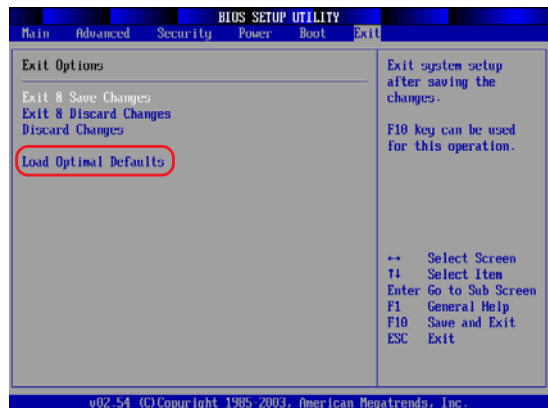 BIOS SETUP UTILITY
Main Advanced Security Power Boot Exit
Exit Options
Exit & Save Changes
Exit & Discard Changes
Discard Changes
Load Optimal Defaults
Exit system setup
after saving the
changes.
F10 key can be used
for this operation.
↔ Select Screen
↑↓ Select Item
Enter Go to Sub Screen
F1 General Help
F10 Save and Exit
ESC Exit
v02.54 (C)Copyright 1985-2003, American Megatrends, Inc.